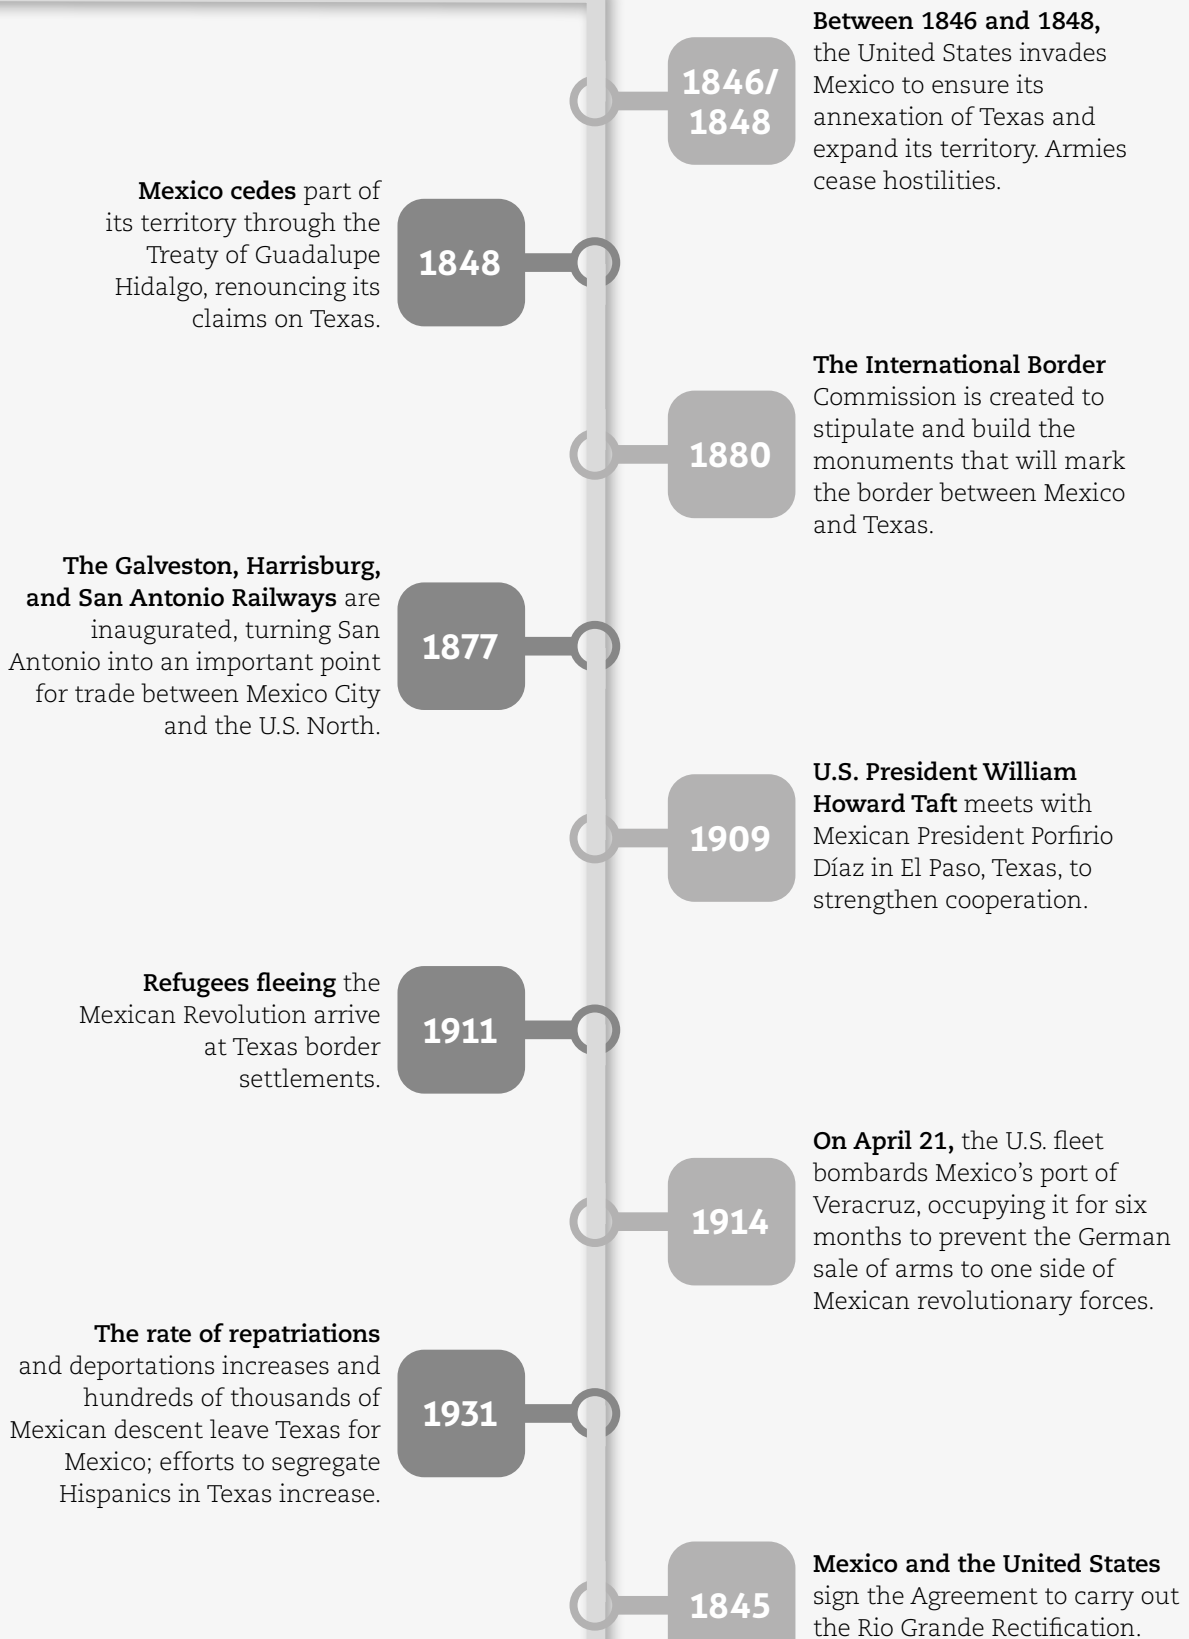 1846/
1848
Between 1846 and 1848,
the United States invades
Mexico to ensure its
annexation of Texas and
expand its territory. Armies
cease hostilities.
Mexico cedes part of
its territory through the
Treaty of Guadalupe
Hidalgo, renouncing its
claims on Texas.
1848
1880
The International Border
Commission is created to
stipulate and build the
monuments that will mark
the border between Mexico
and Texas.
The Galveston, Harrisburg,
and San Antonio Railways are
inaugurated, turning San
Antonio into an important point
for trade between Mexico City
and the U.S. North.
1877
1909
U.S. President William
Howard Taft meets with
Mexican President Porfirio
Díaz in El Paso, Texas, to
strengthen cooperation.
Refugees fleeing the
Mexican Revolution arrive
at Texas border
settlements.
1911
1914
On April 21, the U.S. fleet
bombards Mexico’s port of
Veracruz, occupying it for six
months to prevent the German
sale of arms to one side of
Mexican revolutionary forces.
The rate of repatriations
and deportations increases and
hundreds of thousands of
Mexican descent leave Texas for
Mexico; efforts to segregate
Hispanics in Texas increase.
1931
1845
Mexico and the United States
sign the Agreement to carry out
the Rio Grande Rectification.